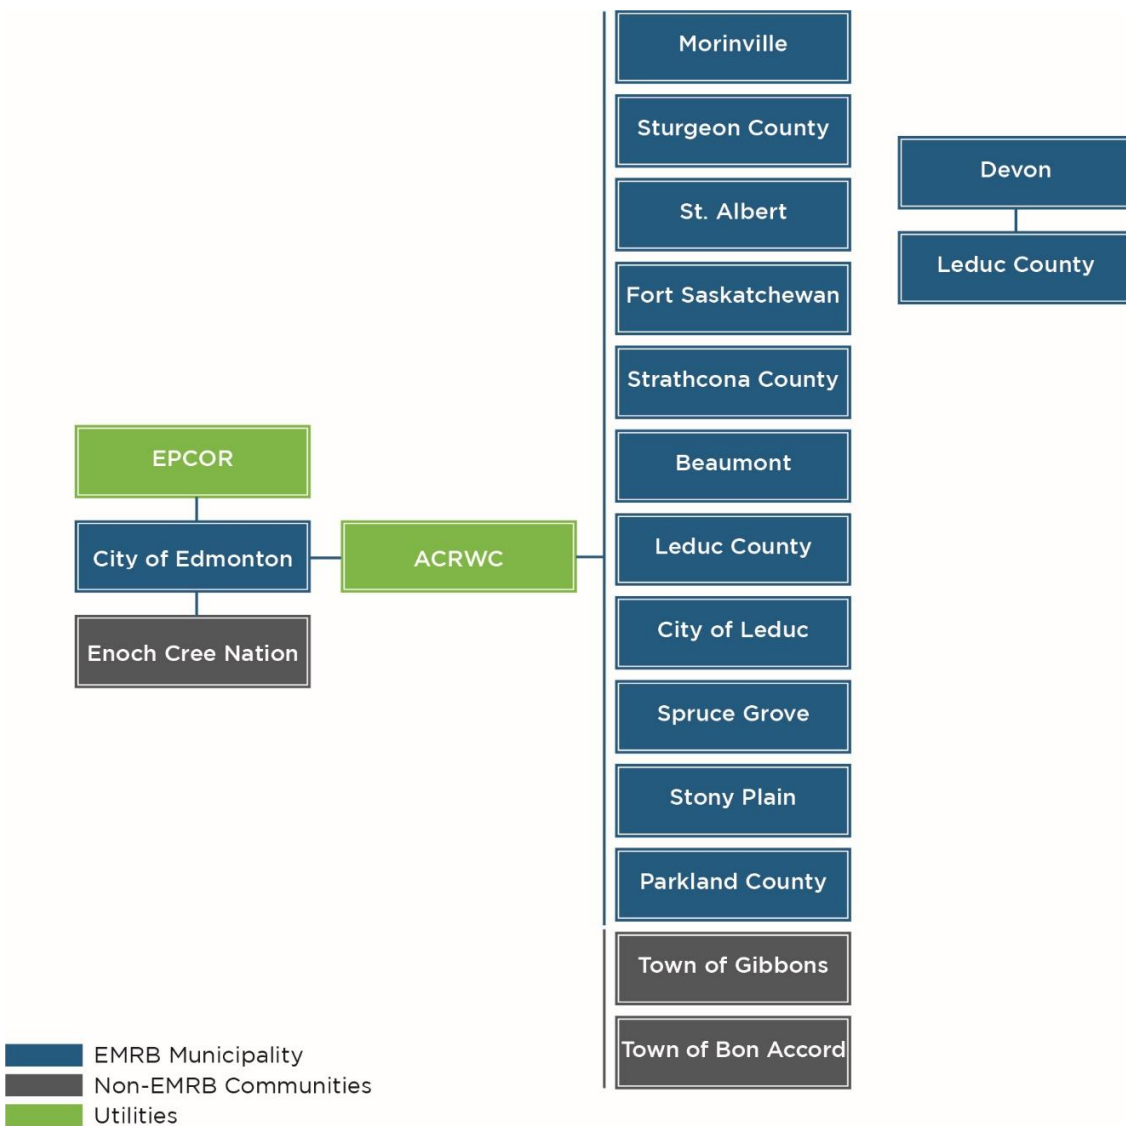 Morinville
Sturgeon County
St. Albert
Fort Saskatchewan
Strathcona County
Beaumont
Leduc County
City of Leduc
Spruce Grove
Stony Plain
Parkland County
Town of Gibbons
Town of Bon Accord
Devon
Leduc County
EPCOR
City of Edmonton
Enoch Cree Nation
ACRWC
EMRB Municipality
Non-EMRB Communities
Utilities